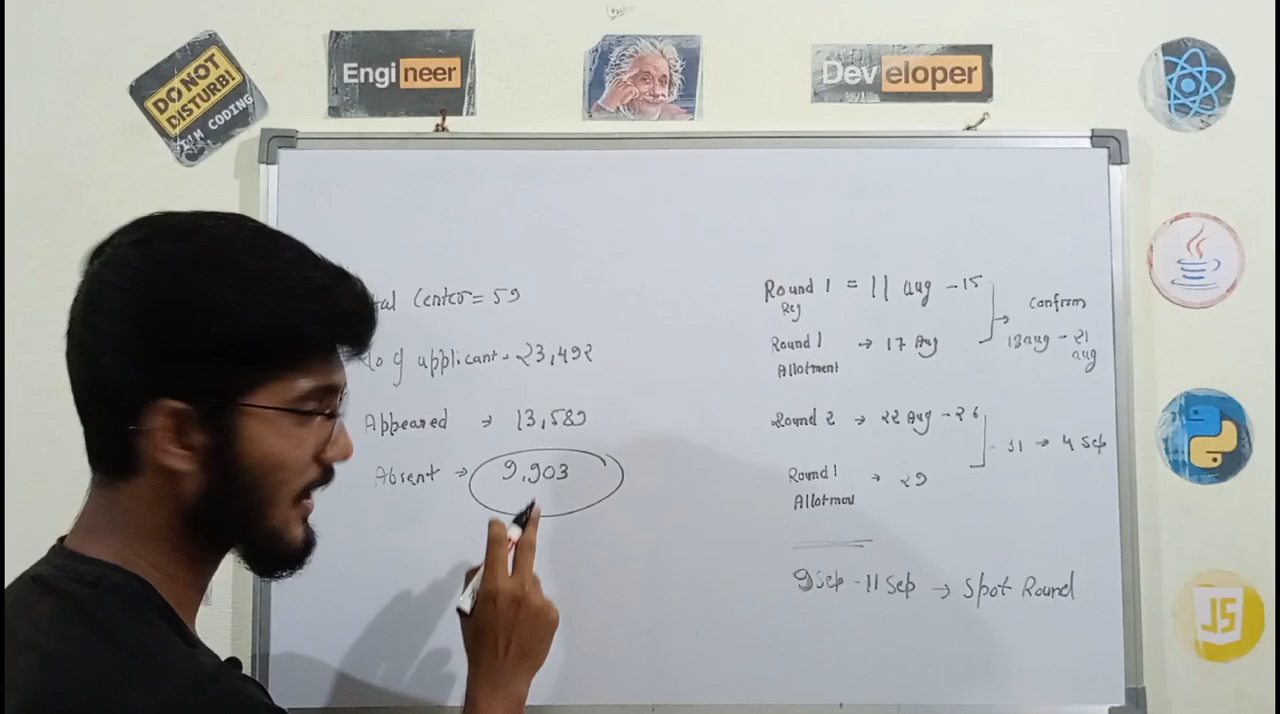 DO NOT
DISTURB!
I'M CODING
Engineer
Developer
tal Center = 59
No of applicant - 23,492
Appeared → 13,589
Absent → 9,903
Round 1 = 11 aug - 15
Reg
Round 1 → 17 Aug
Allotment
Confirm
18 aug - 21
aug
Round 2 → 22 Aug - 26
31 → 4 Sep
Round 1 → 29
Allotment
9 Sep - 11 Sep → Spot Round
JS